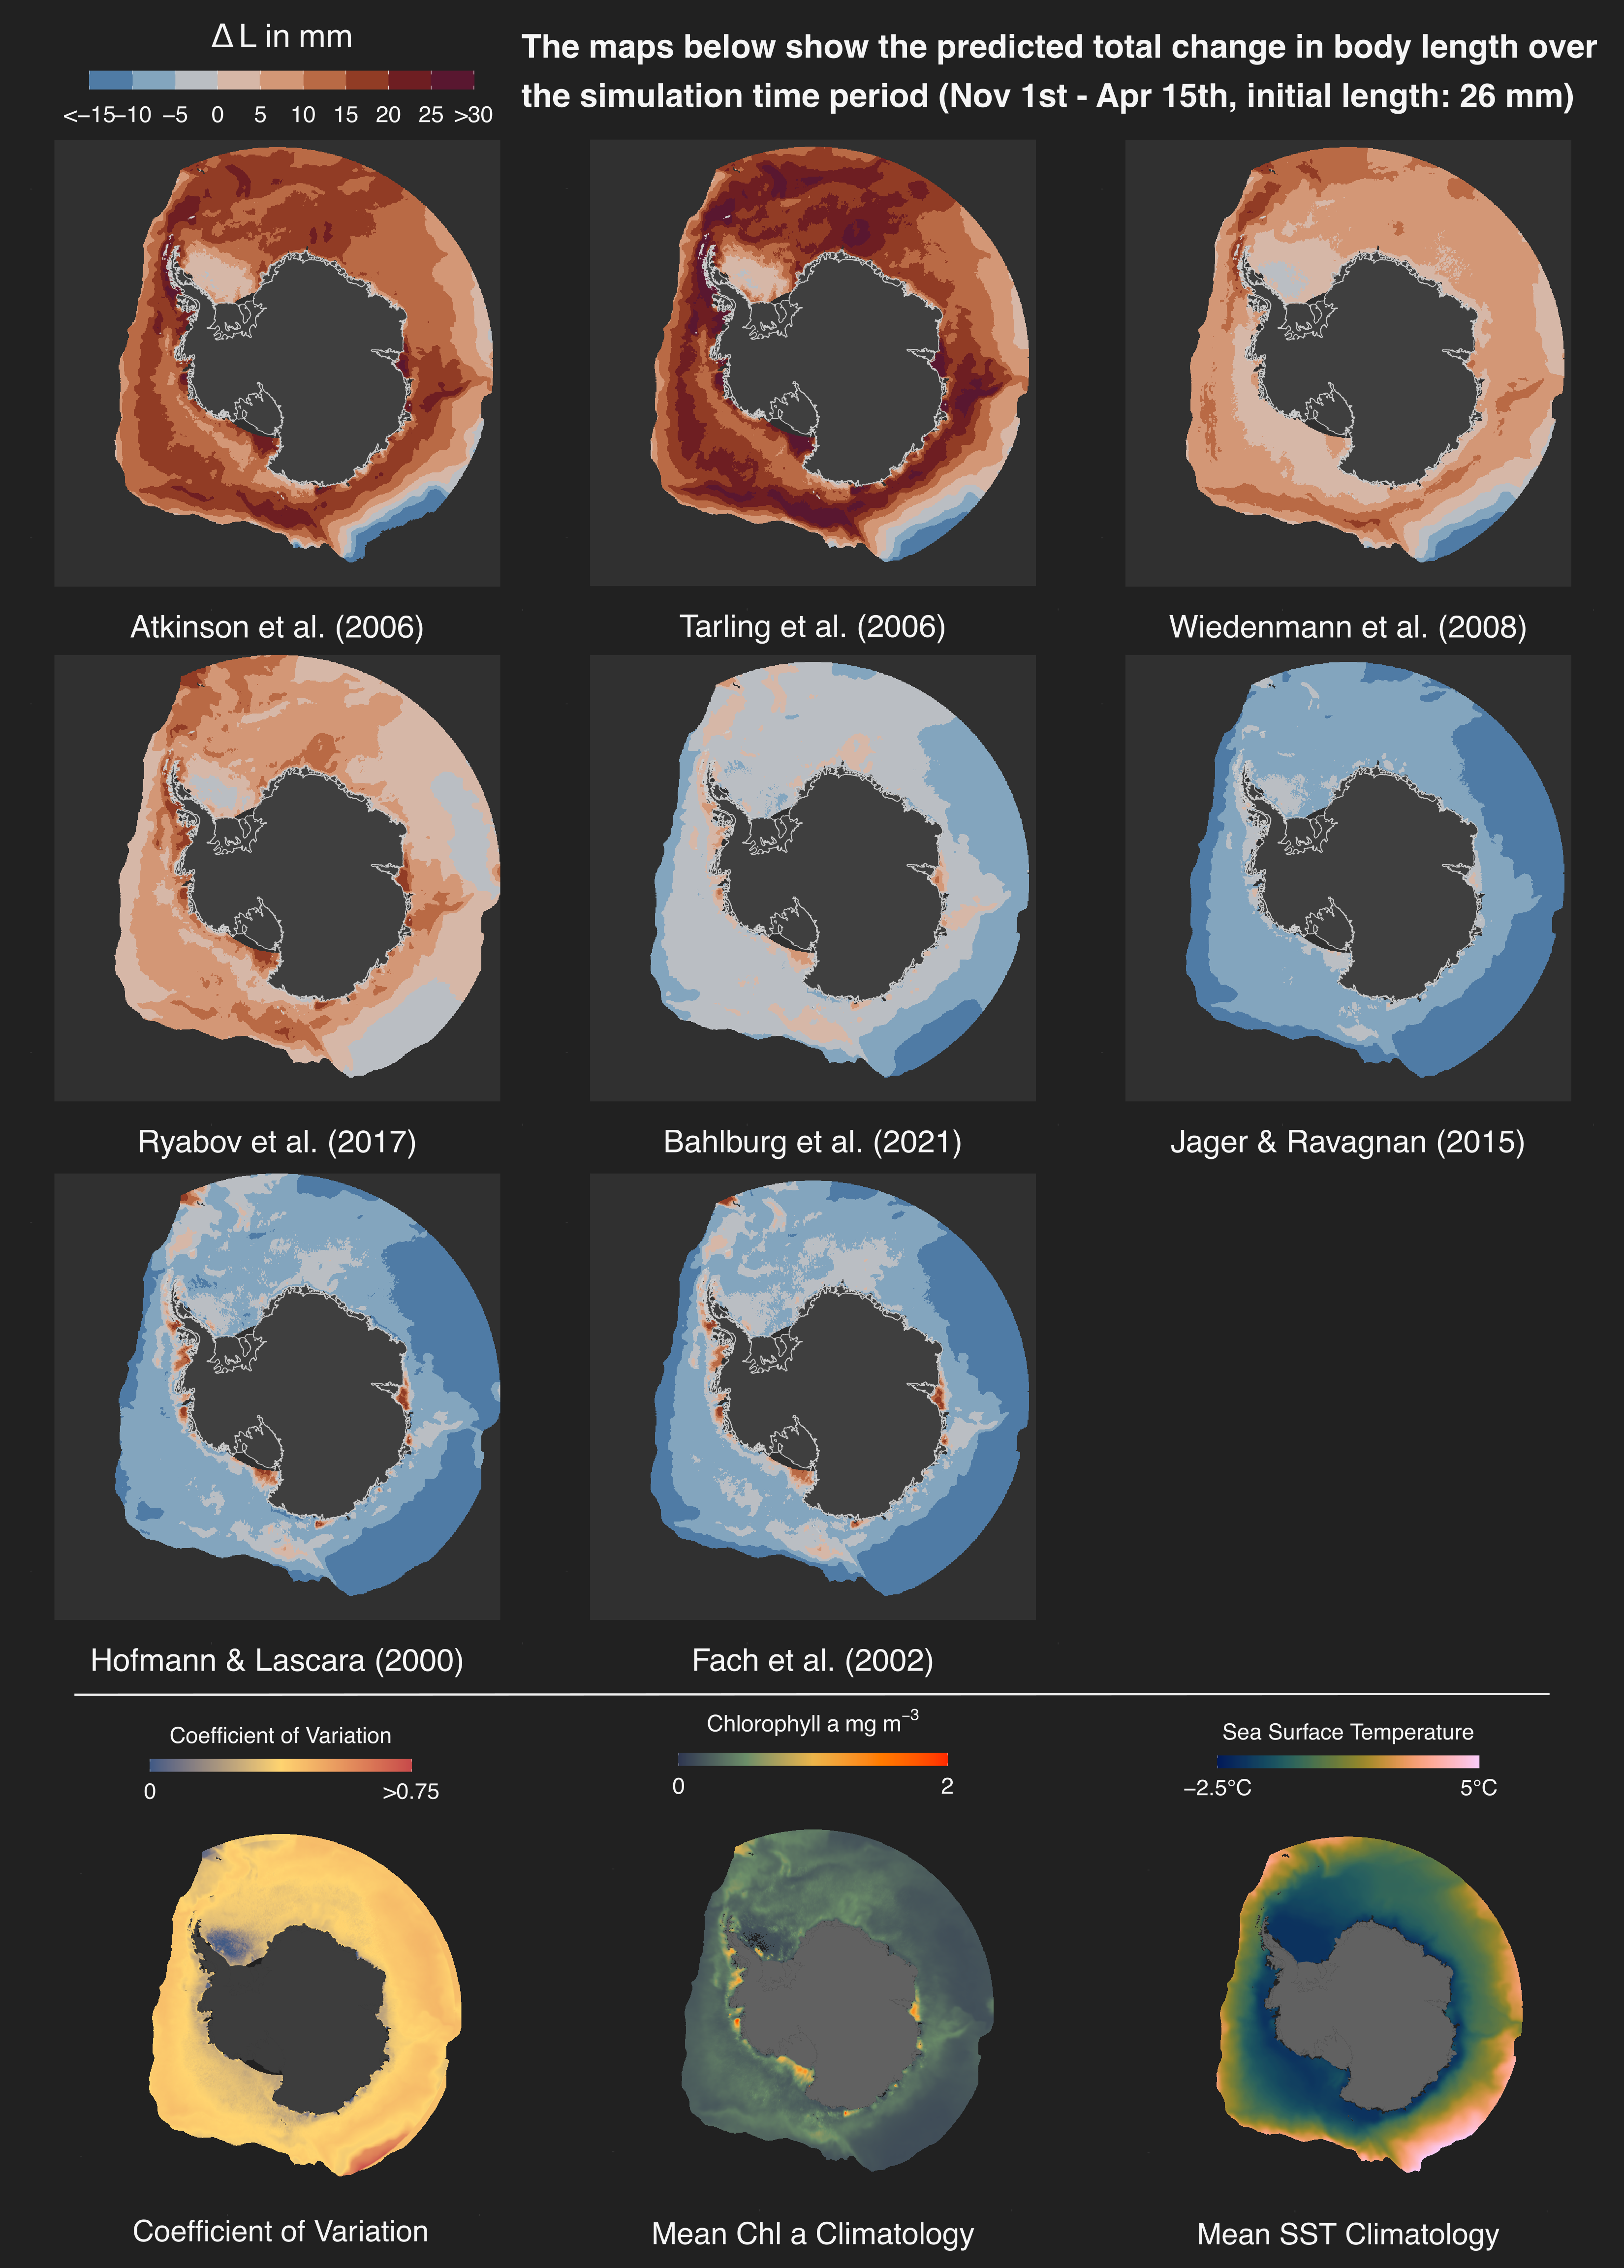 Δ L in mm
<−15 −10 −5 0 5 10 15 20 25 >30
The maps below show the predicted total change in body length over
the simulation time period (Nov 1st - Apr 15th, initial length: 26 mm)
Atkinson et al. (2006)
Tarling et al. (2006)
Wiedenmann et al. (2008)
Ryabov et al. (2017)
Bahlburg et al. (2021)
Jager & Ravagnan (2015)
Hofmann & Lascara (2000)
Fach et al. (2002)
Coefficient of Variation
0 >0.75
Chlorophyll a mg m⁻³
0 2
Sea Surface Temperature
−2.5°C 5°C
Coefficient of Variation
Mean Chl a Climatology
Mean SST Climatology